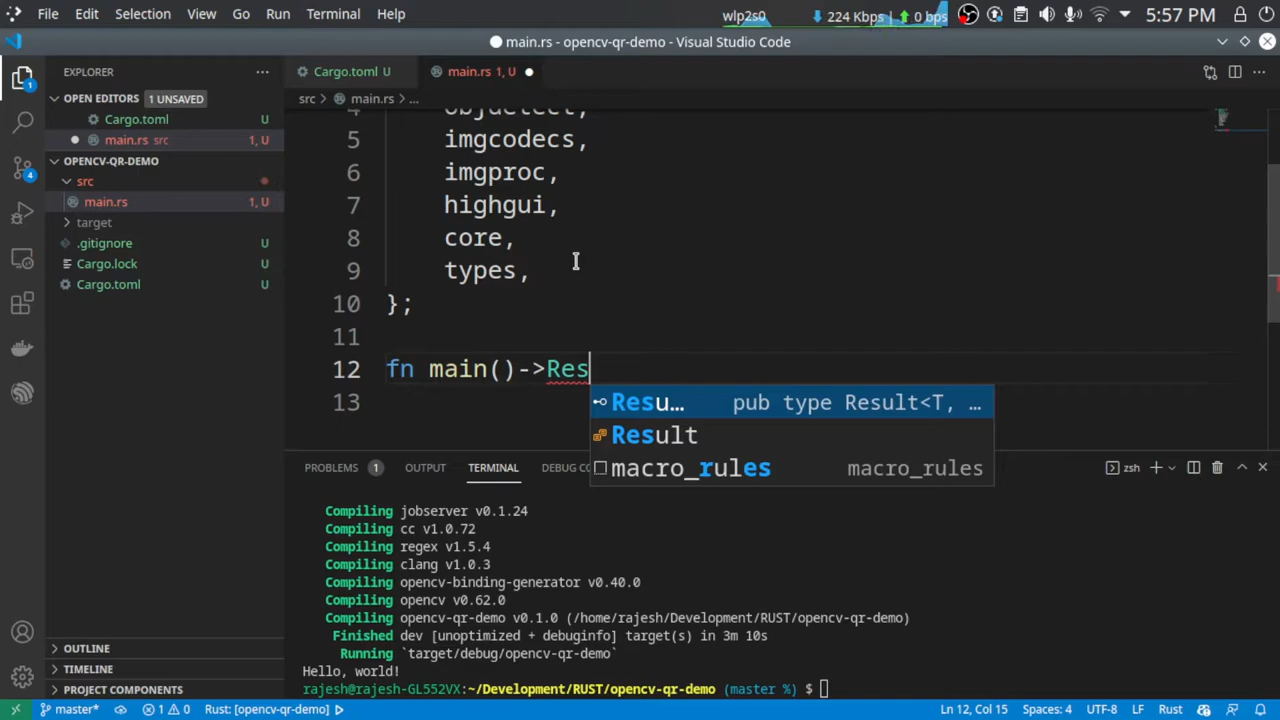 File Edit Selection View Go Run Terminal Help wlp2s0 224 Kbps 0 bps 5:57 PM
main.rs - opencv-qr-demo - Visual Studio Code
EXPLORER
OPEN EDITORS 1 UNSAVED
Cargo.toml U
main.rs src 1, U
OPENCV-QR-DEMO
src
main.rs 1, U
target
.gitignore U
Cargo.lock U
Cargo.toml U
OUTLINE
TIMELINE
PROJECT COMPONENTS
1
4
Cargo.toml U main.rs 1, U
src > main.rs > ...
4 objdetect,
5 imgcodecs,
6 imgproc,
7 highgui,
8 core,
9 types,
10 };
11
12 fn main()->Res
13
Resu… pub type Result<T, …
Result
macro_rules macro_rules
PROBLEMS 1 OUTPUT TERMINAL DEBUG CO zsh
Compiling jobserver v0.1.24
Compiling cc v1.0.72
Compiling regex v1.5.4
Compiling clang v1.0.3
Compiling opencv-binding-generator v0.40.0
Compiling opencv v0.62.0
Compiling opencv-qr-demo v0.1.0 (/home/rajesh/Development/RUST/opencv-qr-demo)
Finished dev [unoptimized + debuginfo] target(s) in 3m 10s
Running `target/debug/opencv-qr-demo`
Hello, world!
rajesh@rajesh-GL552VX:~/Development/RUST/opencv-qr-demo (master %) $
master* 1 0 Rust: [opencv-qr-demo] Ln 12, Col 15 Spaces: 4 UTF-8 LF Rust